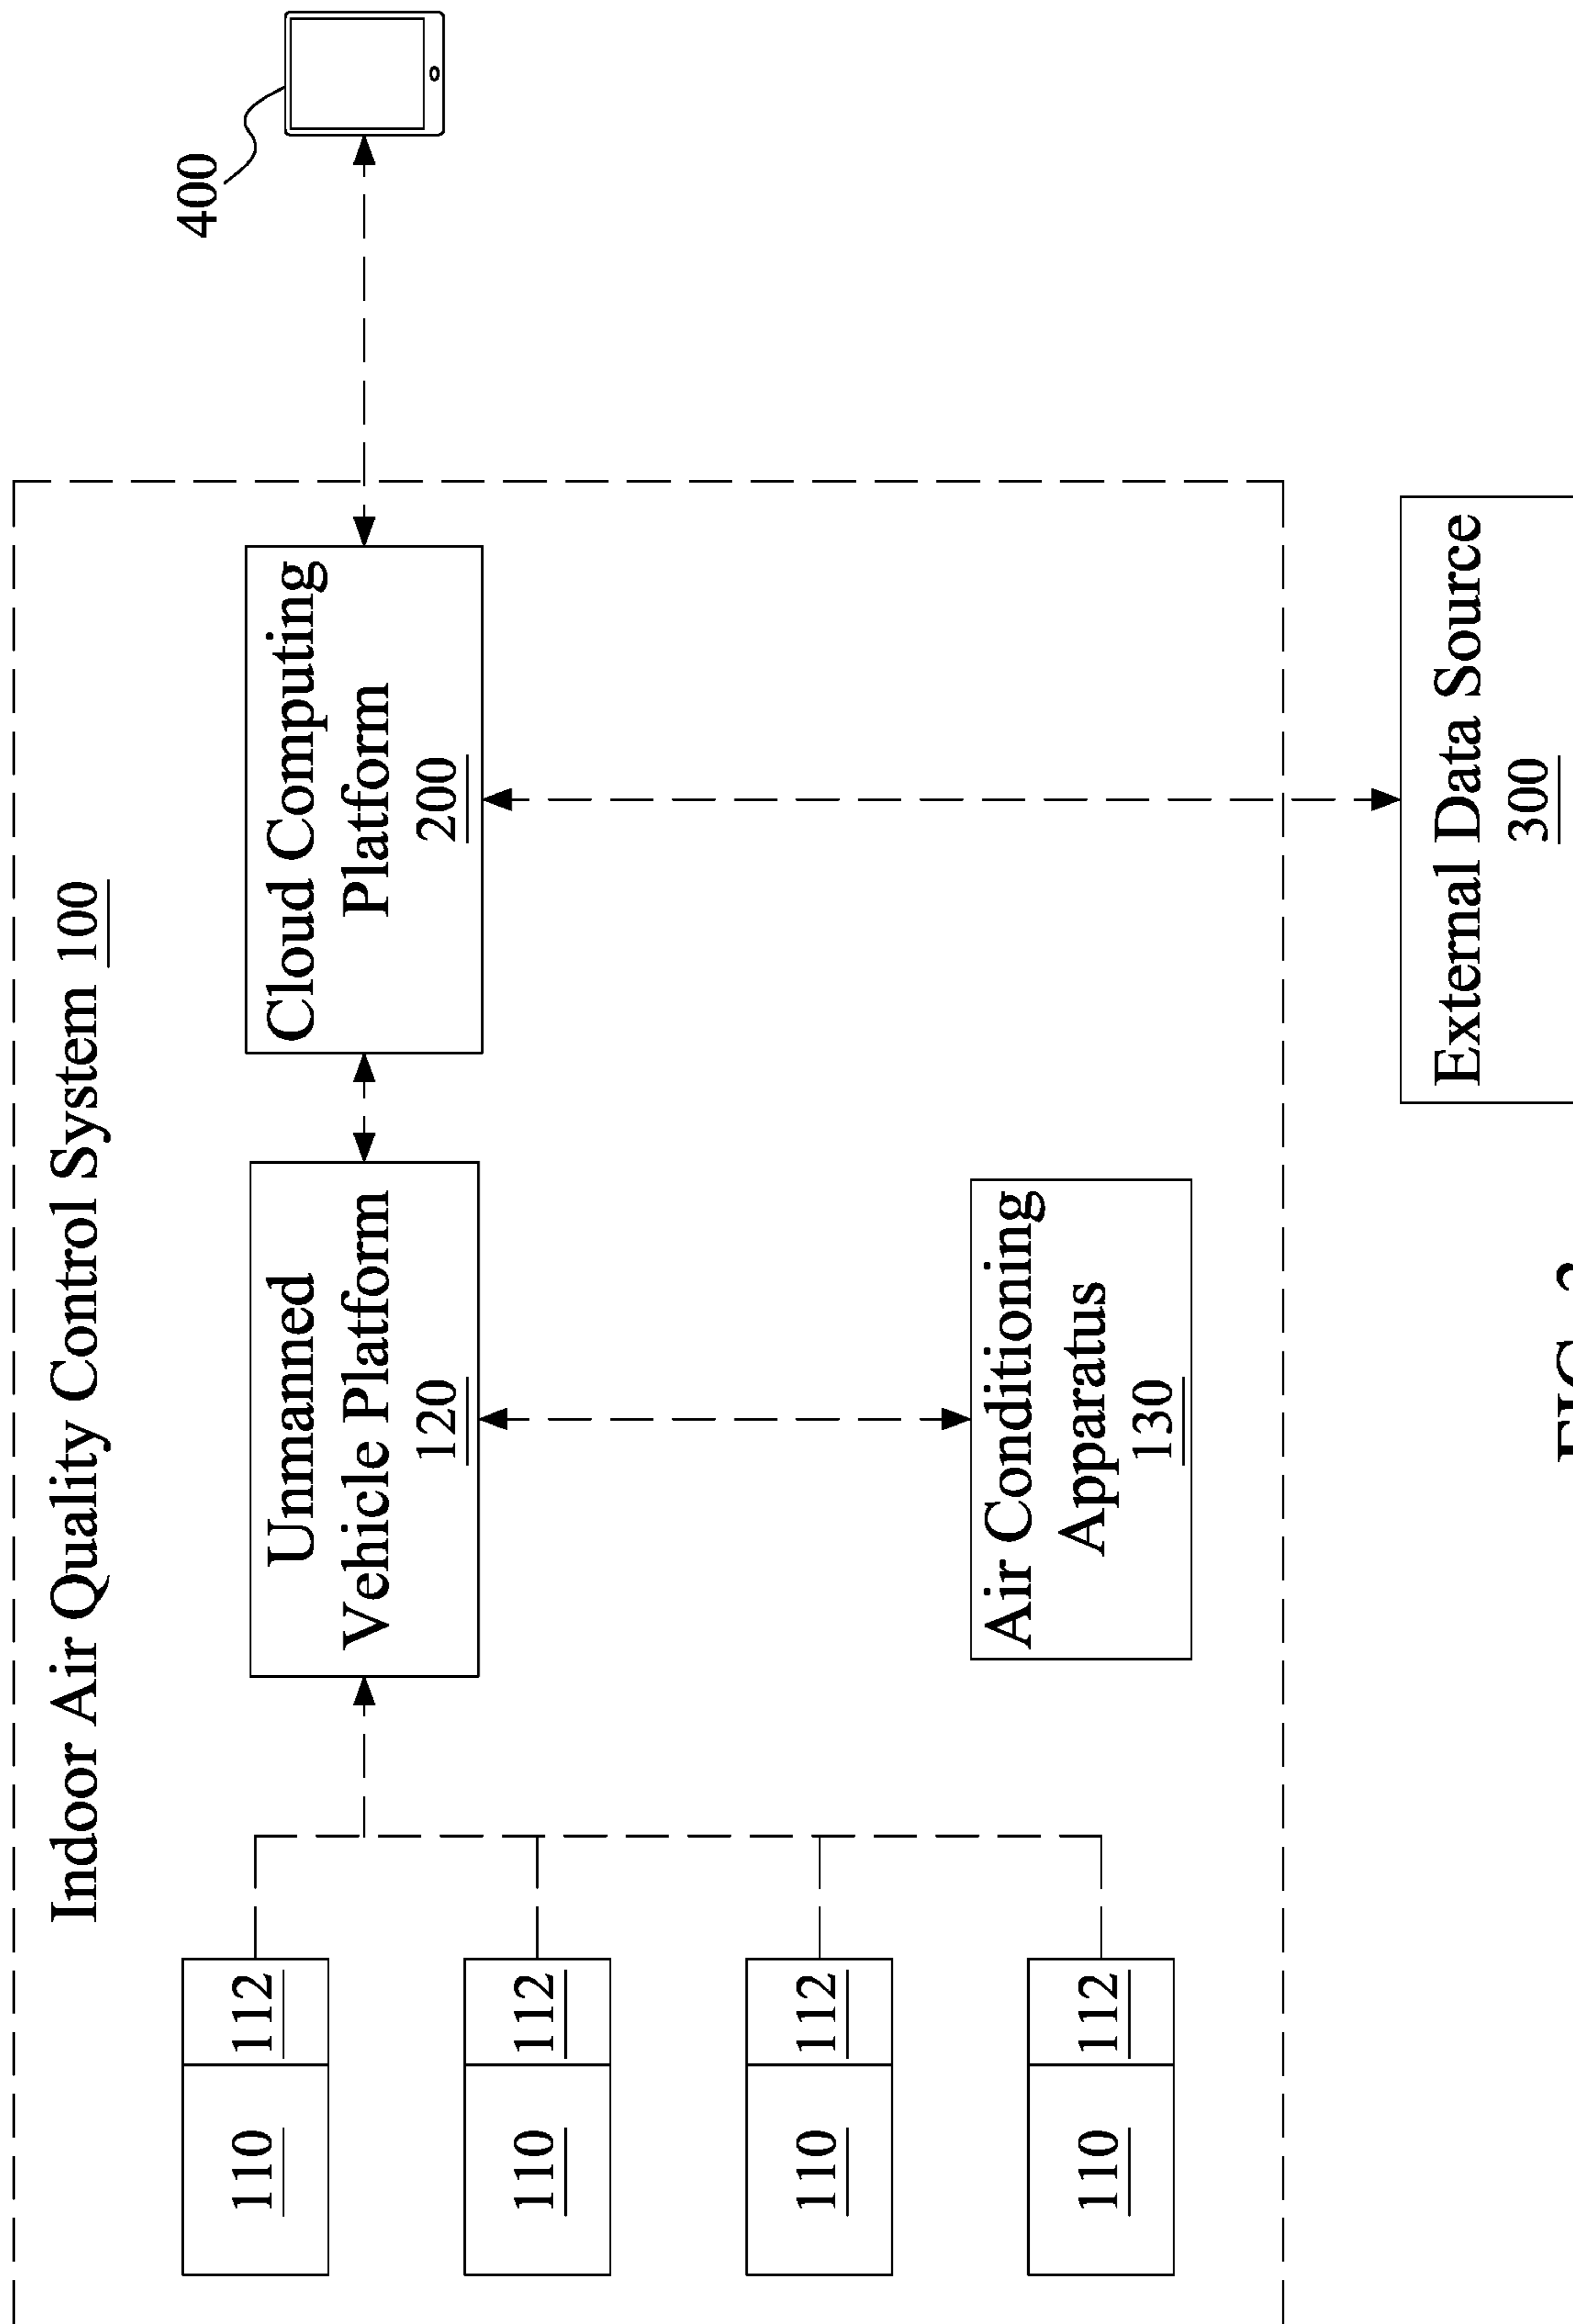 Indoor Air Quality Control System 100
110 112
110 112
110 112
110 112
Unmanned
Vehicle Platform
120
Cloud Computing
Platform
200
400
Air Conditioning
Apparatus
130
External Data Source
300